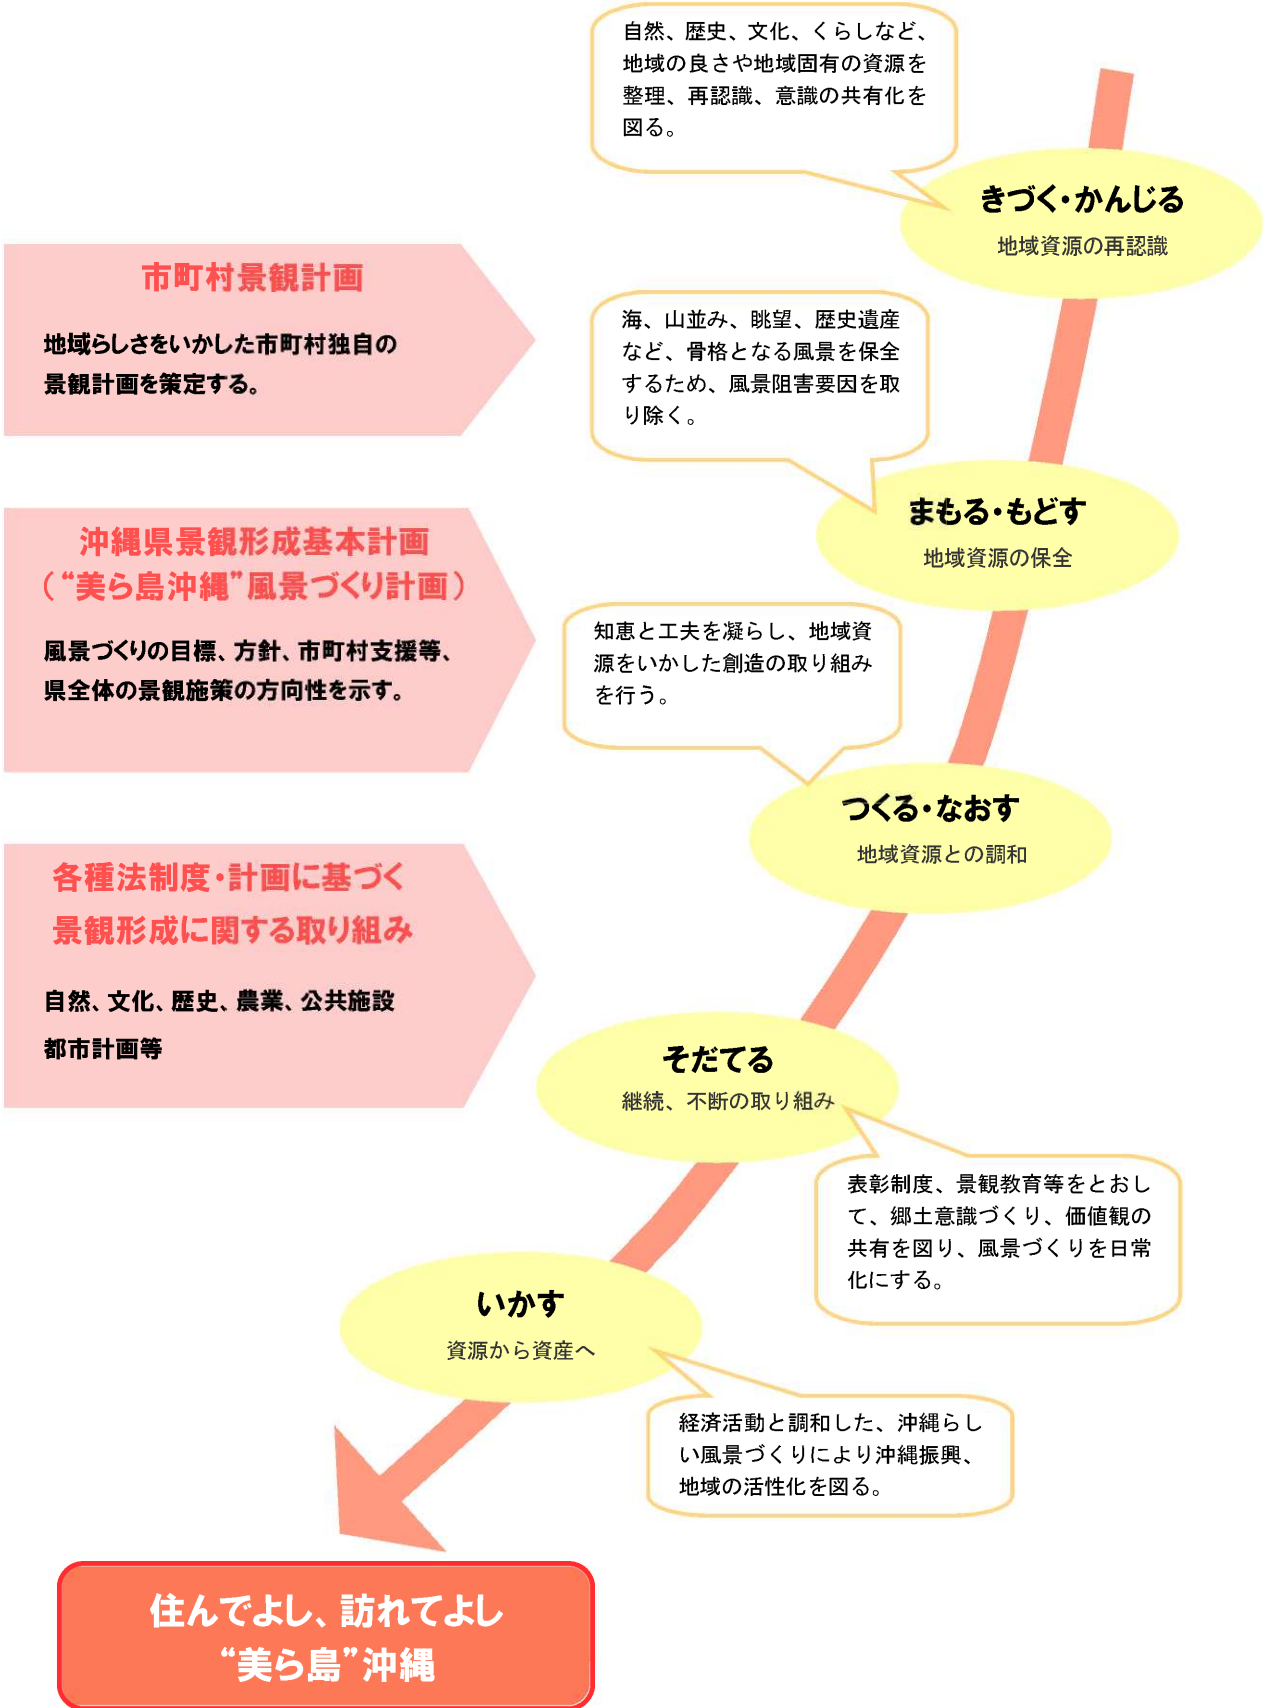 自然、歴史、文化、くらしなど、
地域の良さや地域固有の資源を
整理、再認識、意識の共有化を
図る。
きづく・かんじる
地域資源の再認識
市町村景観計画
地域らしさをいかした市町村独自の
景観計画を策定する。
海、山並み、眺望、歴史遺産
など、骨格となる風景を保全
するため、風景阻害要因を取
り除く。
まもる・もどす
地域資源の保全
沖縄県景観形成基本計画
（“美ら島沖縄”風景づくり計画）
風景づくりの目標、方針、市町村支援等、
県全体の景観施策の方向性を示す。
知恵と工夫を凝らし、地域資
源をいかした創造の取り組み
を行う。
つくる・なおす
地域資源との調和
各種法制度・計画に基づく
景観形成に関する取り組み
自然、文化、歴史、農業、公共施設
都市計画等
そだてる
継続、不断の取り組み
表彰制度、景観教育等をとおし
て、郷土意識づくり、価値観の
共有を図り、風景づくりを日常
化にする。
いかす
資源から資産へ
経済活動と調和した、沖縄らし
い風景づくりにより沖縄振興、
地域の活性化を図る。
住んでよし、訪れてよし
“美ら島”沖縄